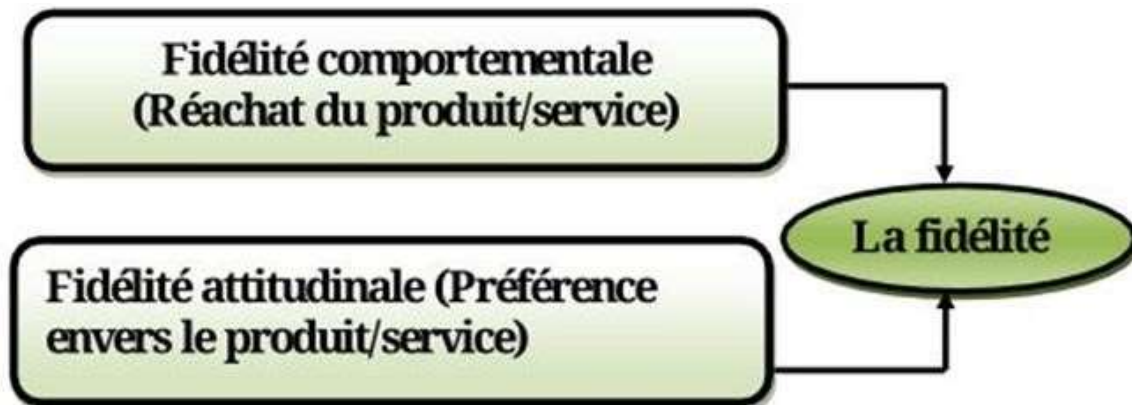 Fidélité comportementale
(Réachat du produit/service)
La fidélité
Fidélité attitudinale (Préférence
envers le produit/service)